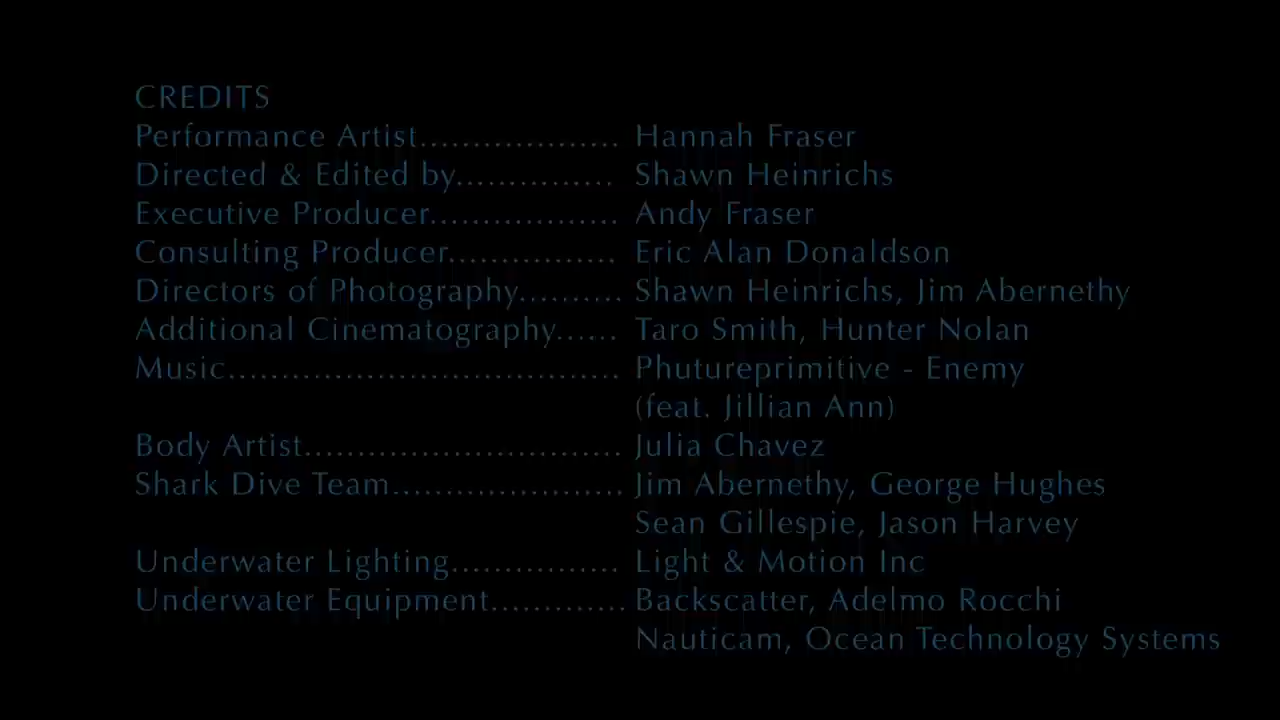 CREDITS
Performance Artist................... Hannah Fraser
Directed & Edited by............... Shawn Heinrichs
Executive Producer.................. Andy Fraser
Consulting Producer................ Eric Alan Donaldson
Directors of Photography.......... Shawn Heinrichs, Jim Abernethy
Additional Cinematography...... Taro Smith, Hunter Nolan
Music..................................... Phutureprimitive - Enemy
(feat. Jillian Ann)
Body Artist.............................. Julia Chavez
Shark Dive Team...................... Jim Abernethy, George Hughes
Sean Gillespie, Jason Harvey
Underwater Lighting................ Light & Motion Inc
Underwater Equipment............. Backscatter, Adelmo Rocchi
Nauticam, Ocean Technology Systems